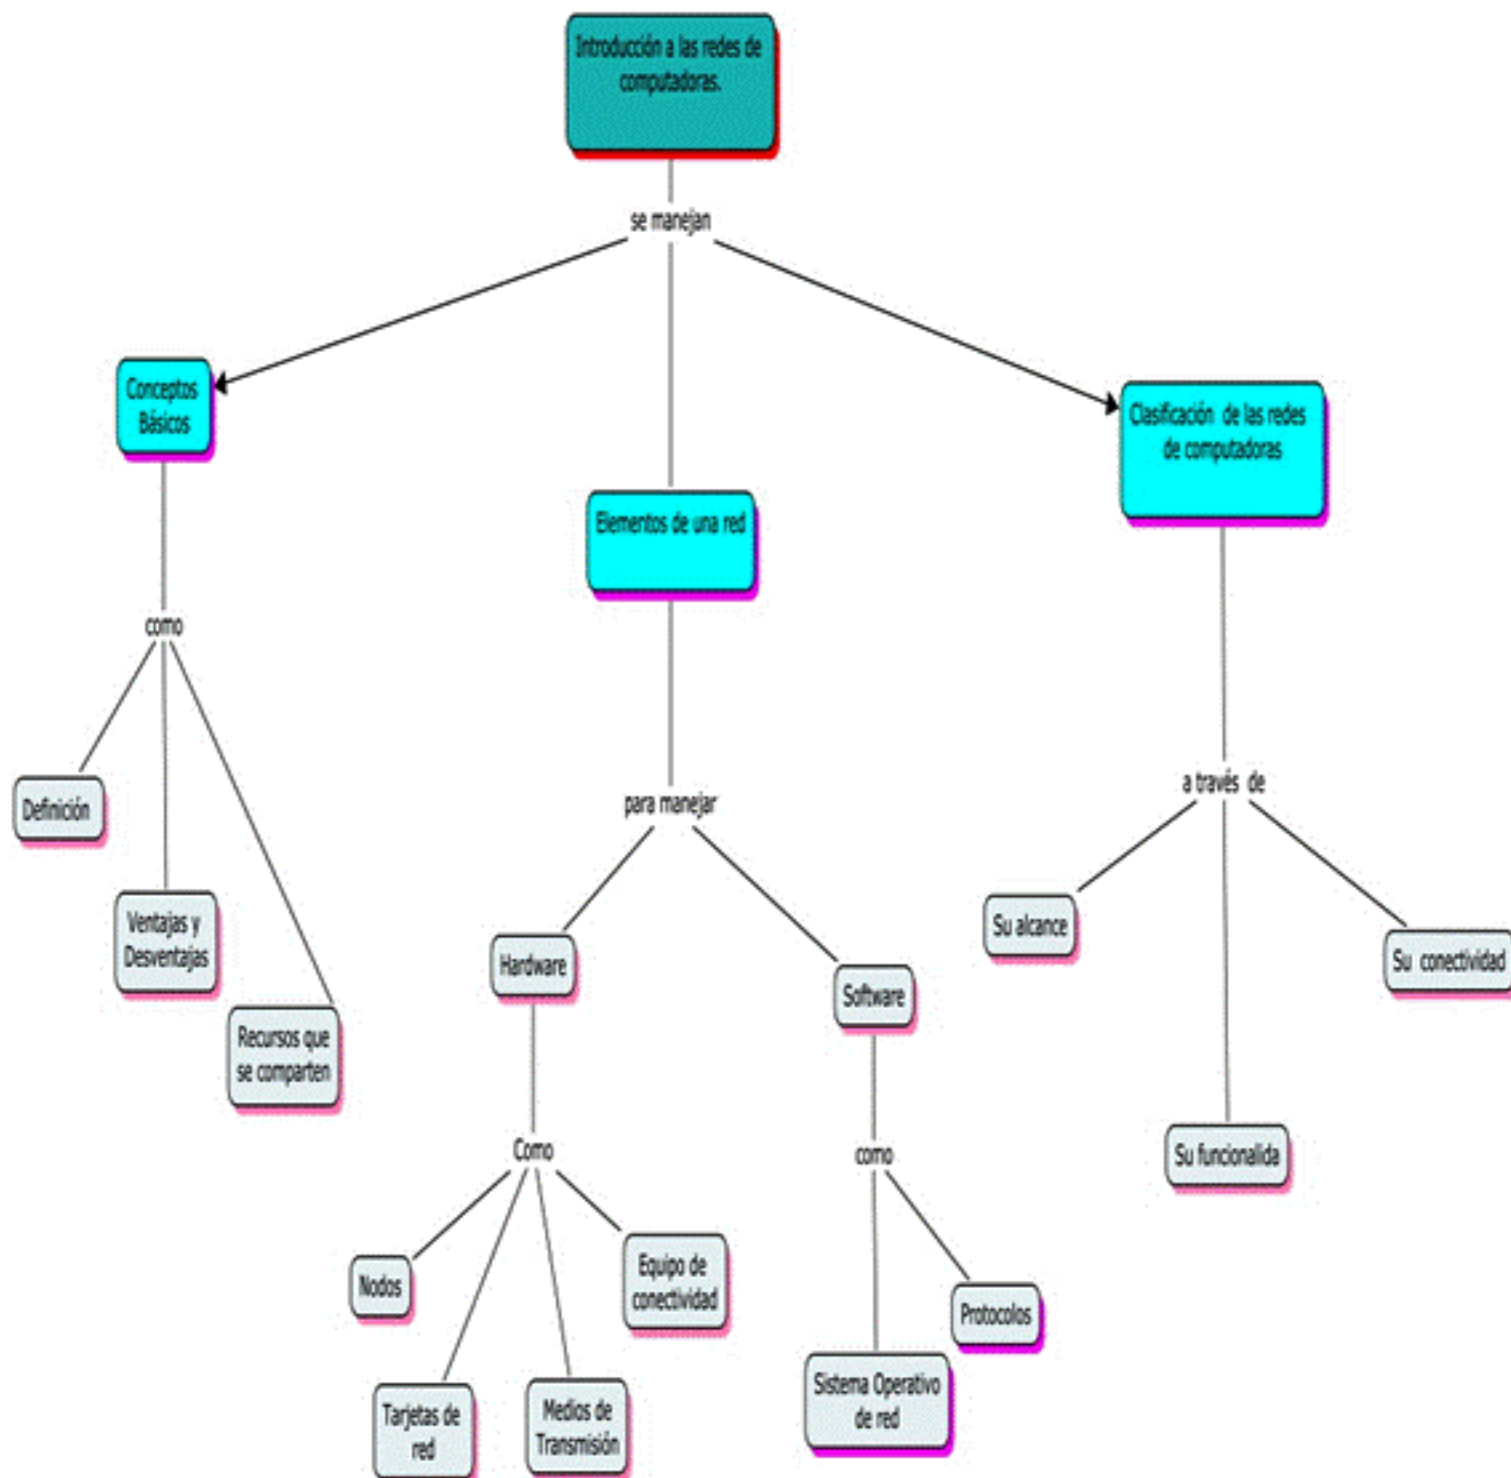 Introducción a las redes de
computadoras.
se manejan
Conceptos
Básicos
Clasificación de las redes
de computadoras
Elementos de una red
como
a través de
para manejar
Definición
Ventajas y
Desventajas
Recursos que
se comparten
Hardware
Software
Su alcance
Su conectividad
Su funcionalida
Como
como
Nodos
Equipo de
conectividad
Tarjetas de
red
Medios de
Transmisión
Protocolos
Sistema Operativo
de red